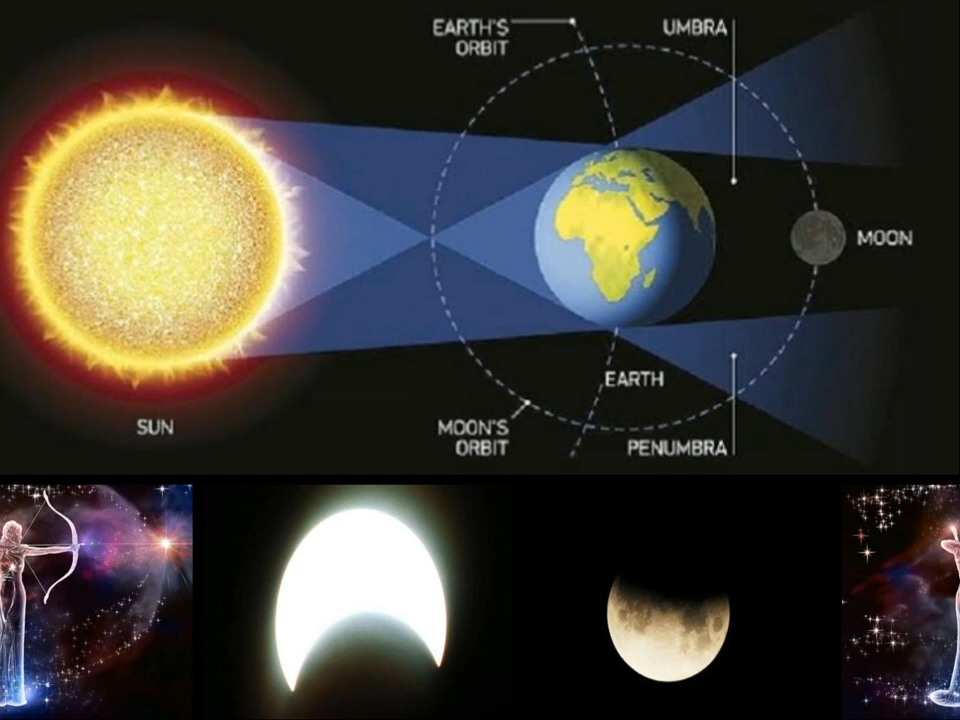 EARTH'S
ORBIT
UMBRA
MOON
EARTH
SUN
MOON'S
ORBIT
PENUMBRA